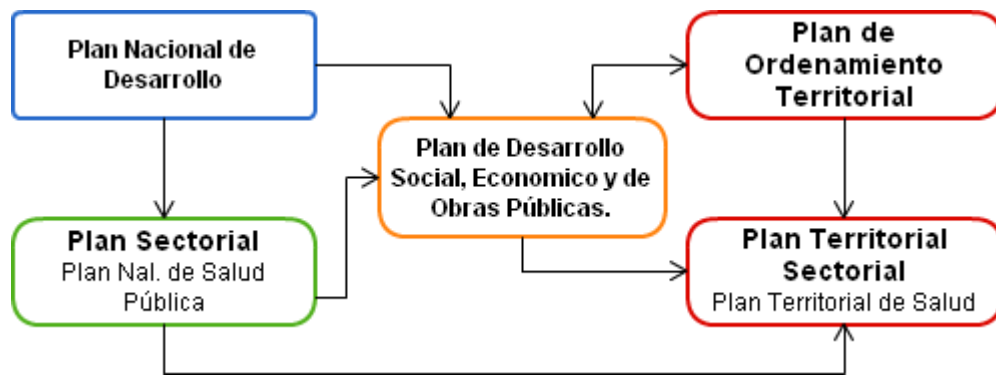 Plan Nacional de
Desarrollo
Plan de
Ordenamiento
Territorial
Plan de Desarrollo
Social, Economico y de
Obras Públicas.
Plan Sectorial
Plan Nal. de Salud
Pública
Plan Territorial
Sectorial
Plan Territorial de Salud